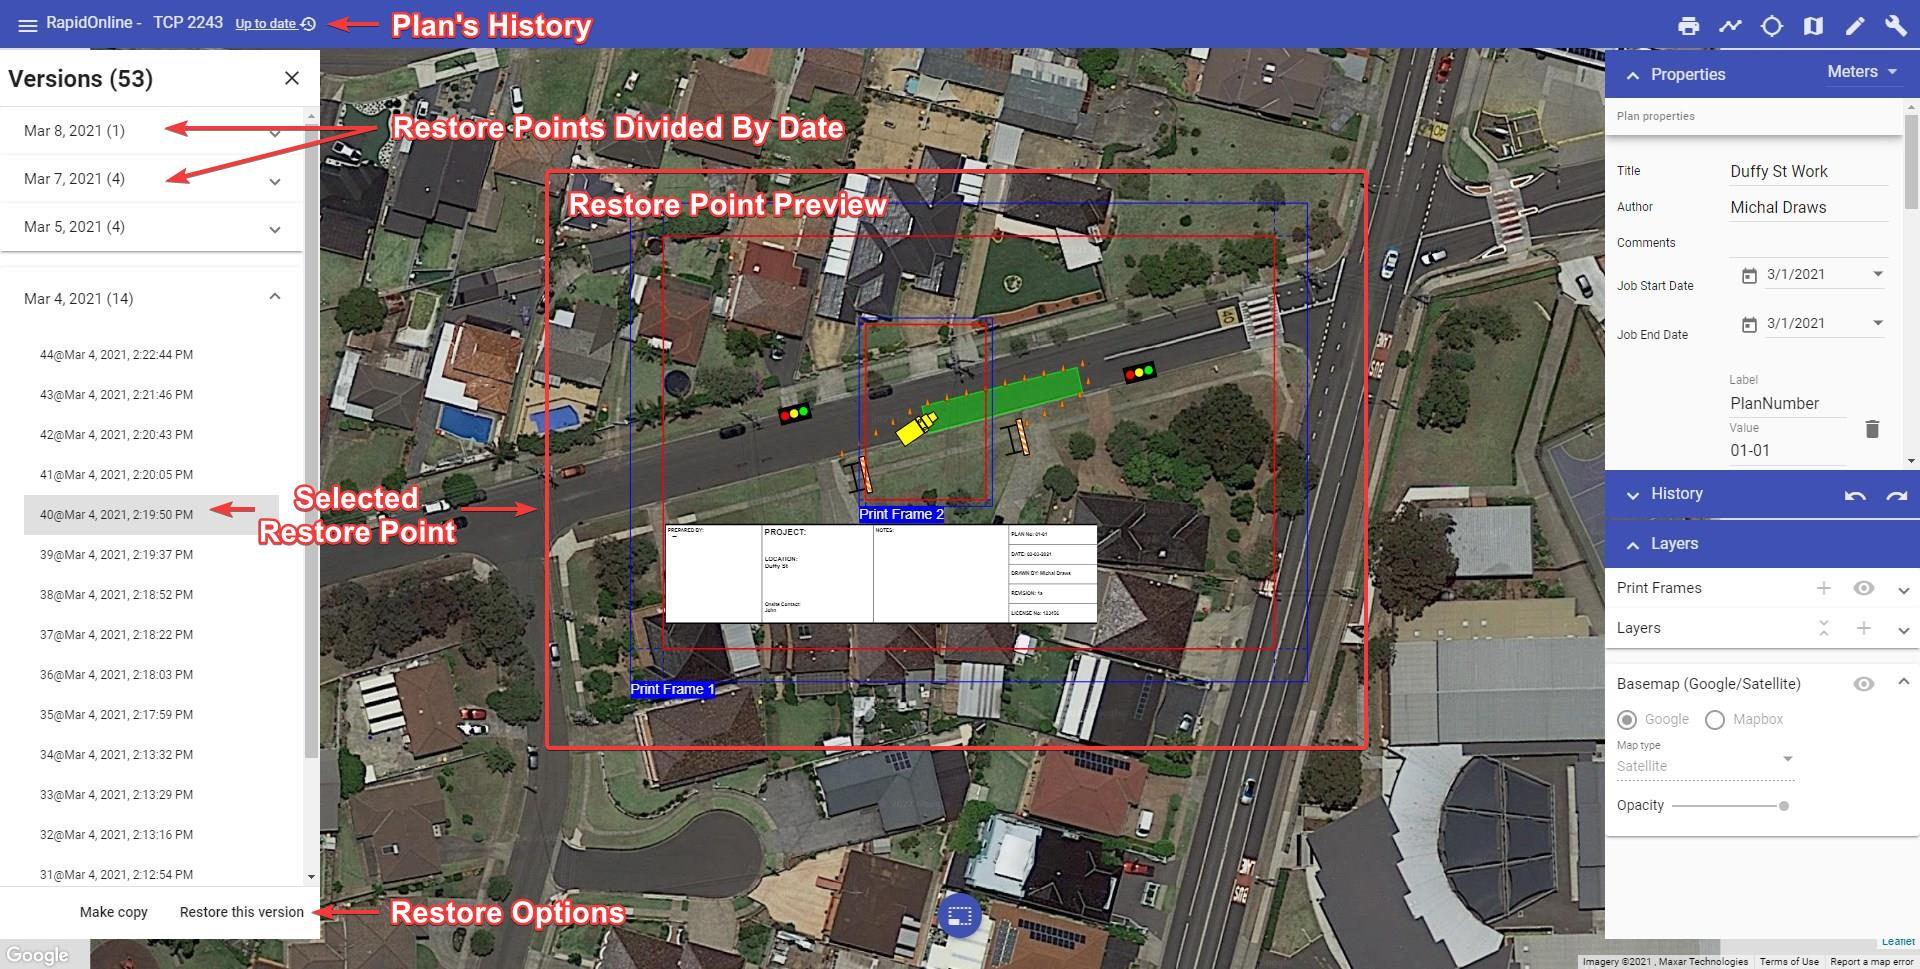 RapidOnline - TCP 2243 Up to date
Plan's History
Versions (53)
Mar 8, 2021 (1)
Mar 7, 2021 (4)
Mar 5, 2021 (4)
Restore Points Divided By Date
Mar 4, 2021 (14)
44@Mar 4, 2021, 2:22:44 PM
43@Mar 4, 2021, 2:21:46 PM
42@Mar 4, 2021, 2:20:43 PM
41@Mar 4, 2021, 2:20:05 PM
40@Mar 4, 2021, 2:19:50 PM
39@Mar 4, 2021, 2:19:37 PM
38@Mar 4, 2021, 2:18:52 PM
37@Mar 4, 2021, 2:18:22 PM
36@Mar 4, 2021, 2:18:03 PM
35@Mar 4, 2021, 2:17:59 PM
34@Mar 4, 2021, 2:13:32 PM
33@Mar 4, 2021, 2:13:29 PM
32@Mar 4, 2021, 2:13:16 PM
31@Mar 4, 2021, 2:12:54 PM
Selected
Restore Point
Make copy Restore this version
Restore Options
Google
Restore Point Preview
40
40
Print Frame 2
PREPARED BY:
PROJECT:
LOCATION:
Duffy St
Onsite Contact:
John
NOTES:
PLAN No: 01-01
DATE: 02-03-2021
DRAWN BY: Michal Draws
REVISION: 1a
LICENSE No: 123456
Print Frame 1
BUS
LANE
Properties Meters
Plan properties
Title Duffy St Work
Author Michal Draws
Comments
Job Start Date 3/1/2021
Job End Date 3/1/2021
Label
PlanNumber
Value
01-01
History
Layers
Print Frames
Layers
Basemap (Google/Satellite)
Google Mapbox
Map type
Satellite
Opacity
Leaflet
Imagery ©2021 , Maxar Technologies Terms of Use Report a map error